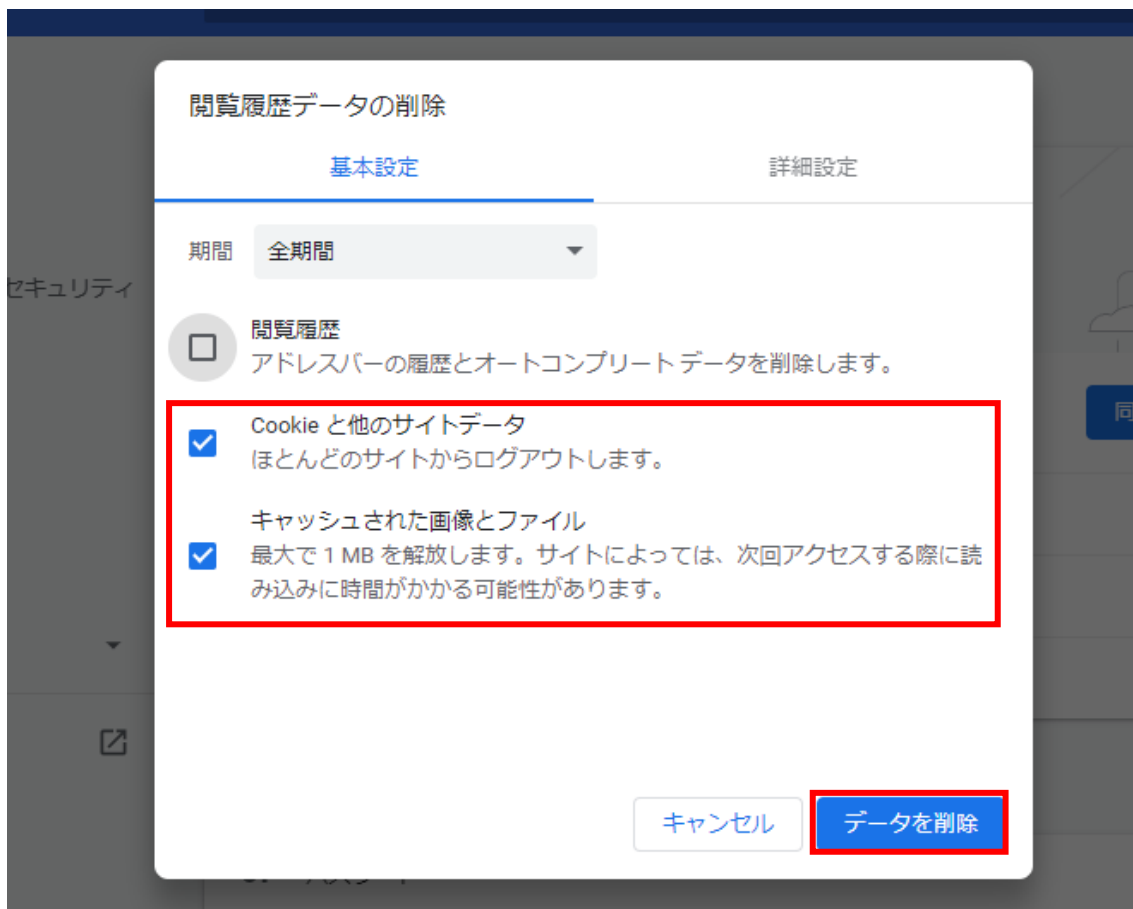 閲覧履歴データの削除
基本設定
詳細設定
期間
全期間
セキュリティ
閲覧履歴
アドレスバーの履歴とオートコンプリート データを削除します。
Cookie と他のサイトデータ
ほとんどのサイトからログアウトします。
同
キャッシュされた画像とファイル
最大で 1 MB を解放します。サイトによっては、次回アクセスする際に読
み込みに時間がかかる可能性があります。
キャンセル
データを削除